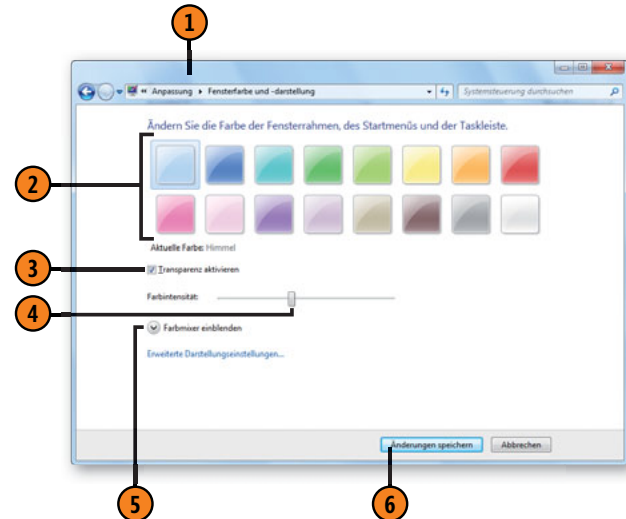 1
« Anpassung ▸ Fensterfarbe und -darstellung
Systemsteuerung durchsuchen
Ändern Sie die Farbe der Fensterrahmen, des Startmenüs und der Taskleiste.
2
Aktuelle Farbe: Himmel
3
Transparenz aktivieren
4
Farbintensität:
Farbmixer einblenden
Erweiterte Darstellungseinstellungen...
Änderungen speichern
Abbrechen
5
6